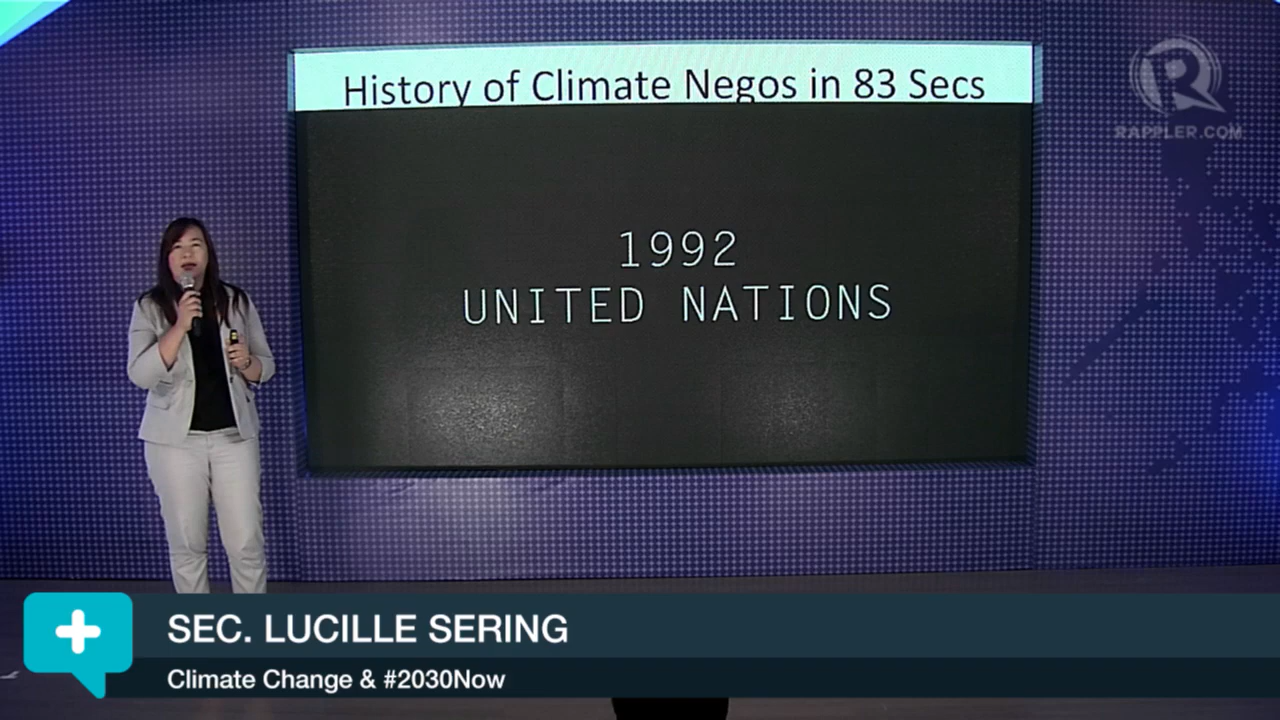 History of Climate Negos in 83 Secs
RAPPLER.COM
1992
UNITED NATIONS
SEC. LUCILLE SERING
Climate Change & #2030Now